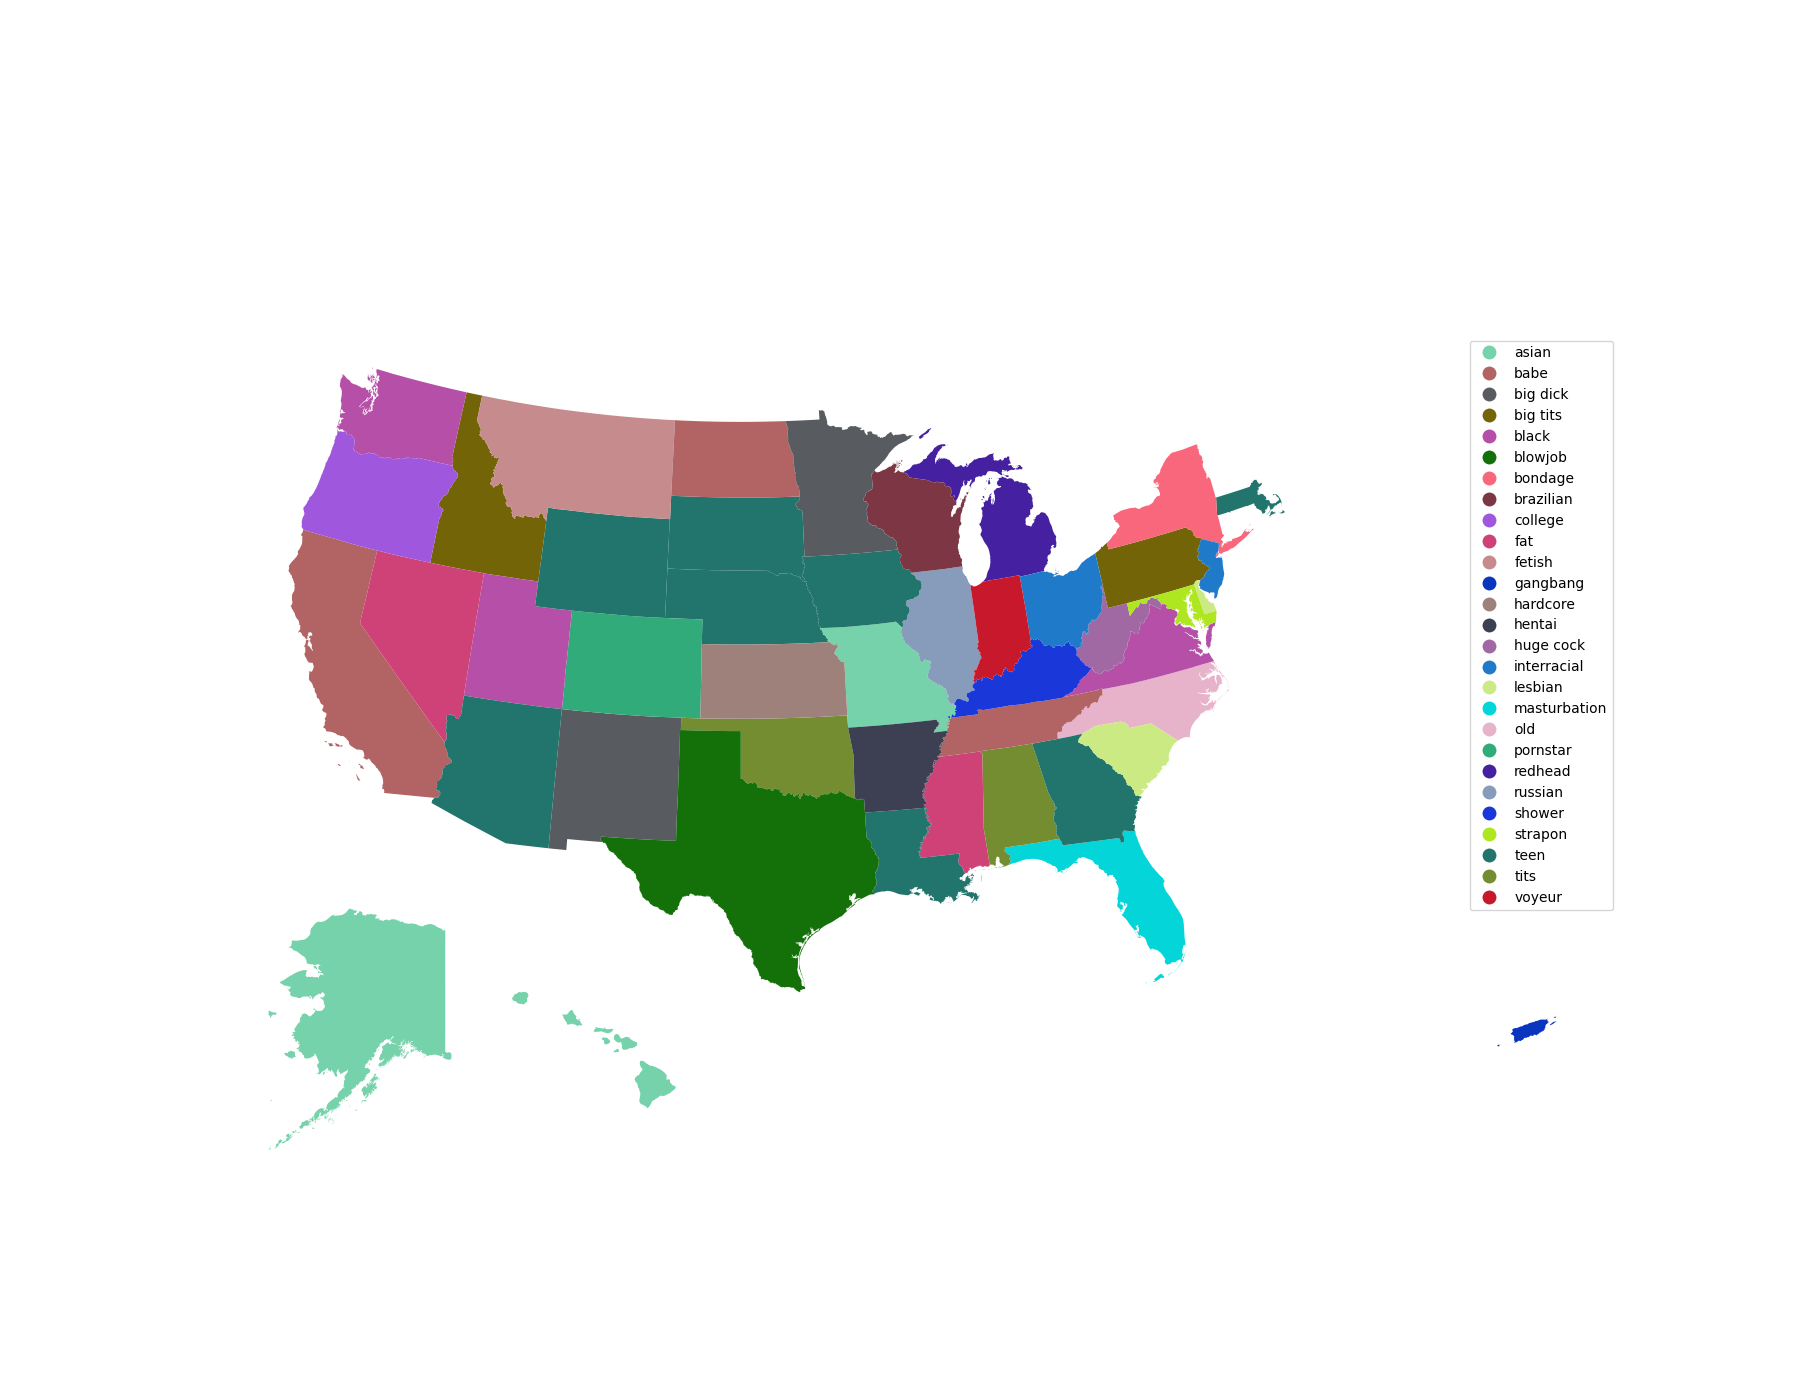 asian
babe
big dick
big tits
black
blowjob
bondage
brazilian
college
fat
fetish
gangbang
hardcore
hentai
huge cock
interracial
lesbian
masturbation
old
pornstar
redhead
russian
shower
strapon
teen
tits
voyeur